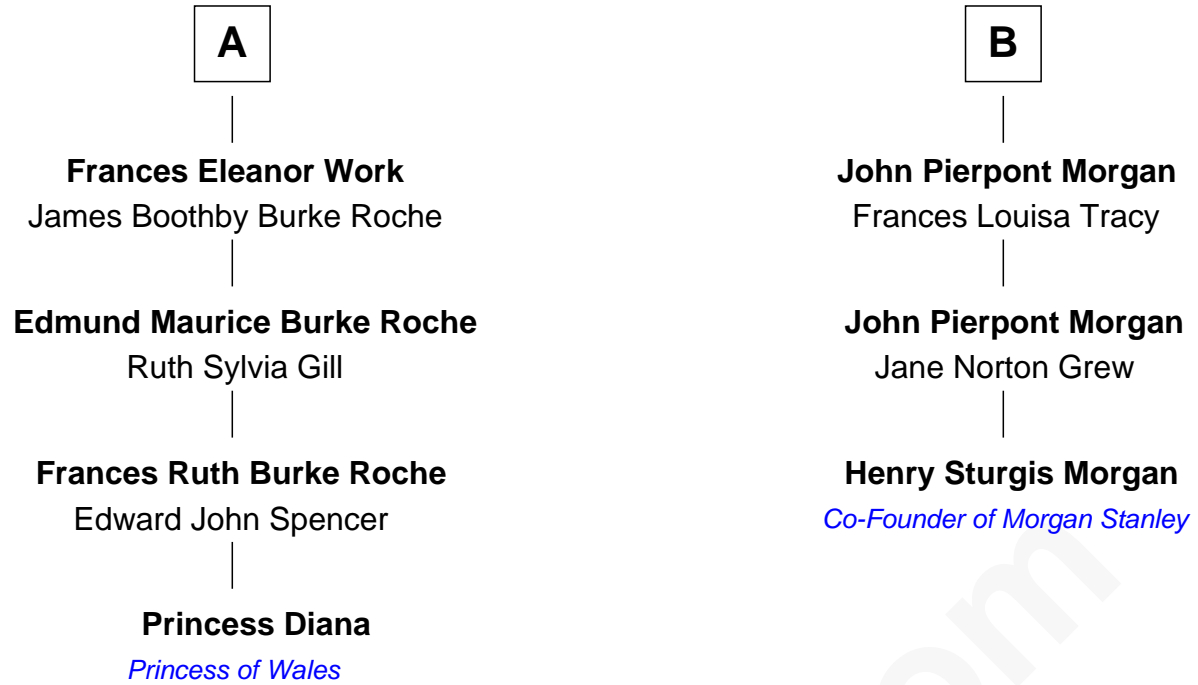 A
Frances Eleanor Work
James Boothby Burke Roche
Edmund Maurice Burke Roche
Ruth Sylvia Gill
Frances Ruth Burke Roche
Edward John Spencer
Princess Diana
Princess of Wales
B
John Pierpont Morgan
Frances Louisa Tracy
John Pierpont Morgan
Jane Norton Grew
Henry Sturgis Morgan
Co-Founder of Morgan Stanley
om